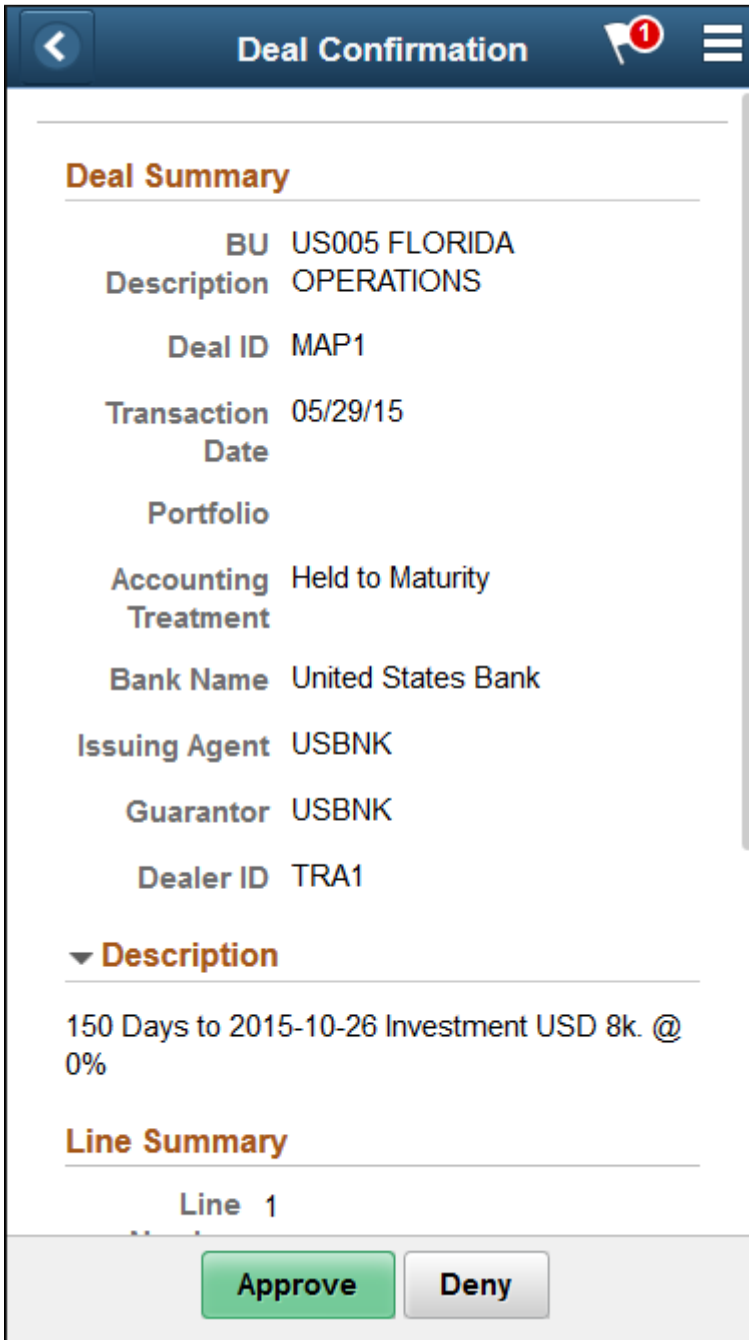 Deal Confirmation
1
Deal Summary
BU US005 FLORIDA
Description OPERATIONS
Deal ID MAP1
Transaction 05/29/15
Date
Portfolio
Accounting Held to Maturity
Treatment
Bank Name United States Bank
Issuing Agent USBNK
Guarantor USBNK
Dealer ID TRA1
Description
150 Days to 2015-10-26 Investment USD 8k. @
0%
Line Summary
Line 1
Approve Deny